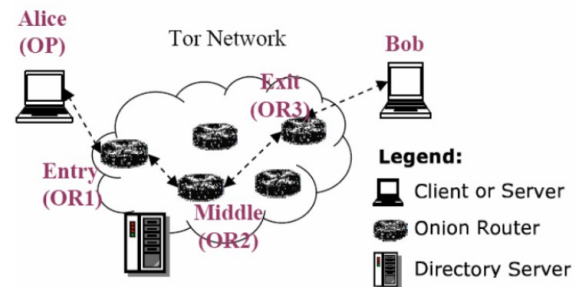 Alice
(OP)
Tor Network
Bob
Exit
(OR3)
Entry
(OR1)
Middle
(OR2)
Legend:
Client or Server
Onion Router
Directory Server